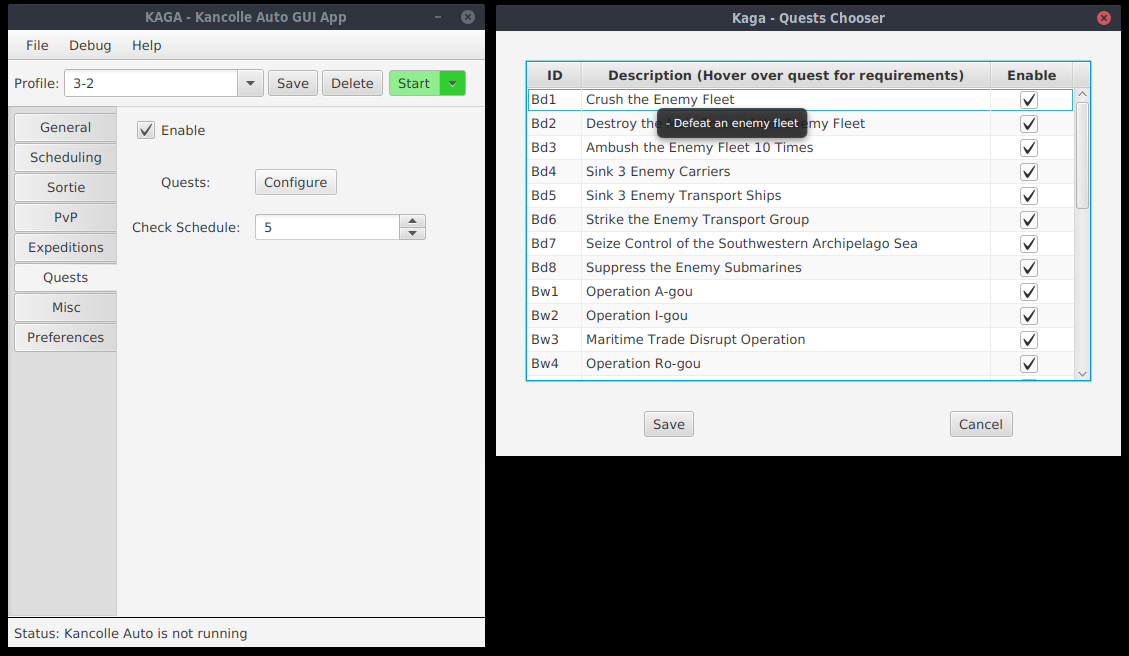 KAGA - Kancolle Auto GUI App
File Debug Help
Profile: 3-2 Save Delete Start
General
Scheduling
Sortie
PvP
Expeditions
Quests
Misc
Preferences
Enable
Quests: Configure
Check Schedule: 5
Status: Kancolle Auto is not running
Kaga - Quests Chooser
ID Description (Hover over quest for requirements) Enable
Bd1 Crush the Enemy Fleet
- Defeat an enemy fleet
Bd2 Destroy the emy Fleet
Bd3 Ambush the Enemy Fleet 10 Times
Bd4 Sink 3 Enemy Carriers
Bd5 Sink 3 Enemy Transport Ships
Bd6 Strike the Enemy Transport Group
Bd7 Seize Control of the Southwestern Archipelago Sea
Bd8 Suppress the Enemy Submarines
Bw1 Operation A-gou
Bw2 Operation I-gou
Bw3 Maritime Trade Disrupt Operation
Bw4 Operation Ro-gou
Save Cancel